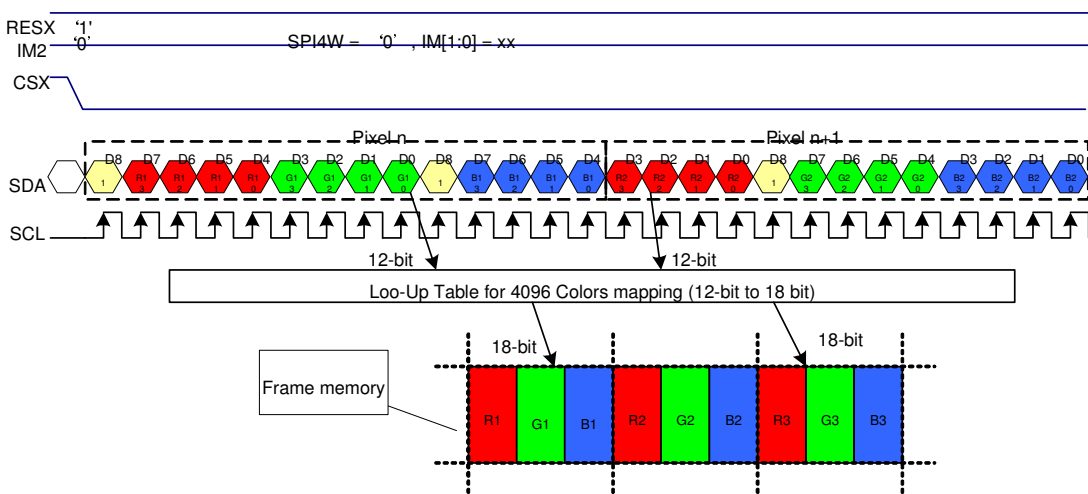 RESX '1'
IM2 '0'
SPI4W = '0' , IM[1:0] = xx
CSX
Pixel n
Pixel n+1
D8 D7 D6 D5 D4 D3 D2 D1 D0 D8 D7 D6 D5 D4 D3 D2 D1 D0 D8 D7 D6 D5 D4 D3 D2 D1 D0
SDA
1 R1 3 R1 2 R1 1 R1 0 G1 3 G1 2 G1 1 G1 0 1 B1 3 B1 2 B1 1 B1 0 R2 3 R2 2 R2 1 R2 0 1 G2 3 G2 2 G2 1 G2 0 B2 3 B2 2 B2 1 B2 0
SCL
12-bit
12-bit
Loo-Up Table for 4096 Colors mapping (12-bit to 18 bit)
18-bit
18-bit
Frame memory
R1 G1 B1 R2 G2 B2 R3 G3 B3